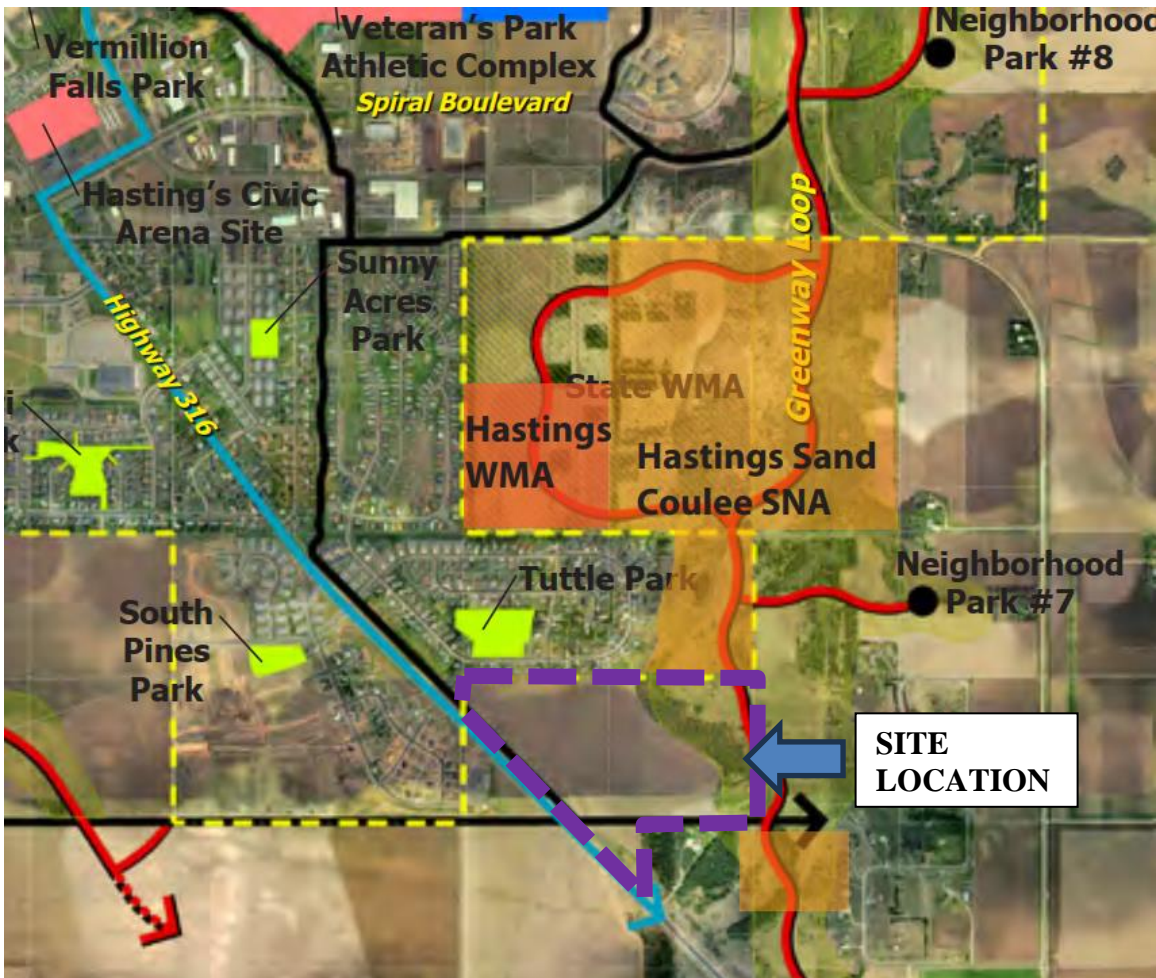 Vermillion
Falls Park
Veteran's Park
Athletic Complex
Spiral Boulevard
Neighborhood
Park #8
Hasting's Civic
Arena Site
Sunny
Acres
Park
Highway 316
Greenway Loop
State WMA
Hastings
WMA
Hastings Sand
Coulee SNA
i
k
Tuttle Park
Neighborhood
Park #7
South
Pines
Park
SITE
LOCATION